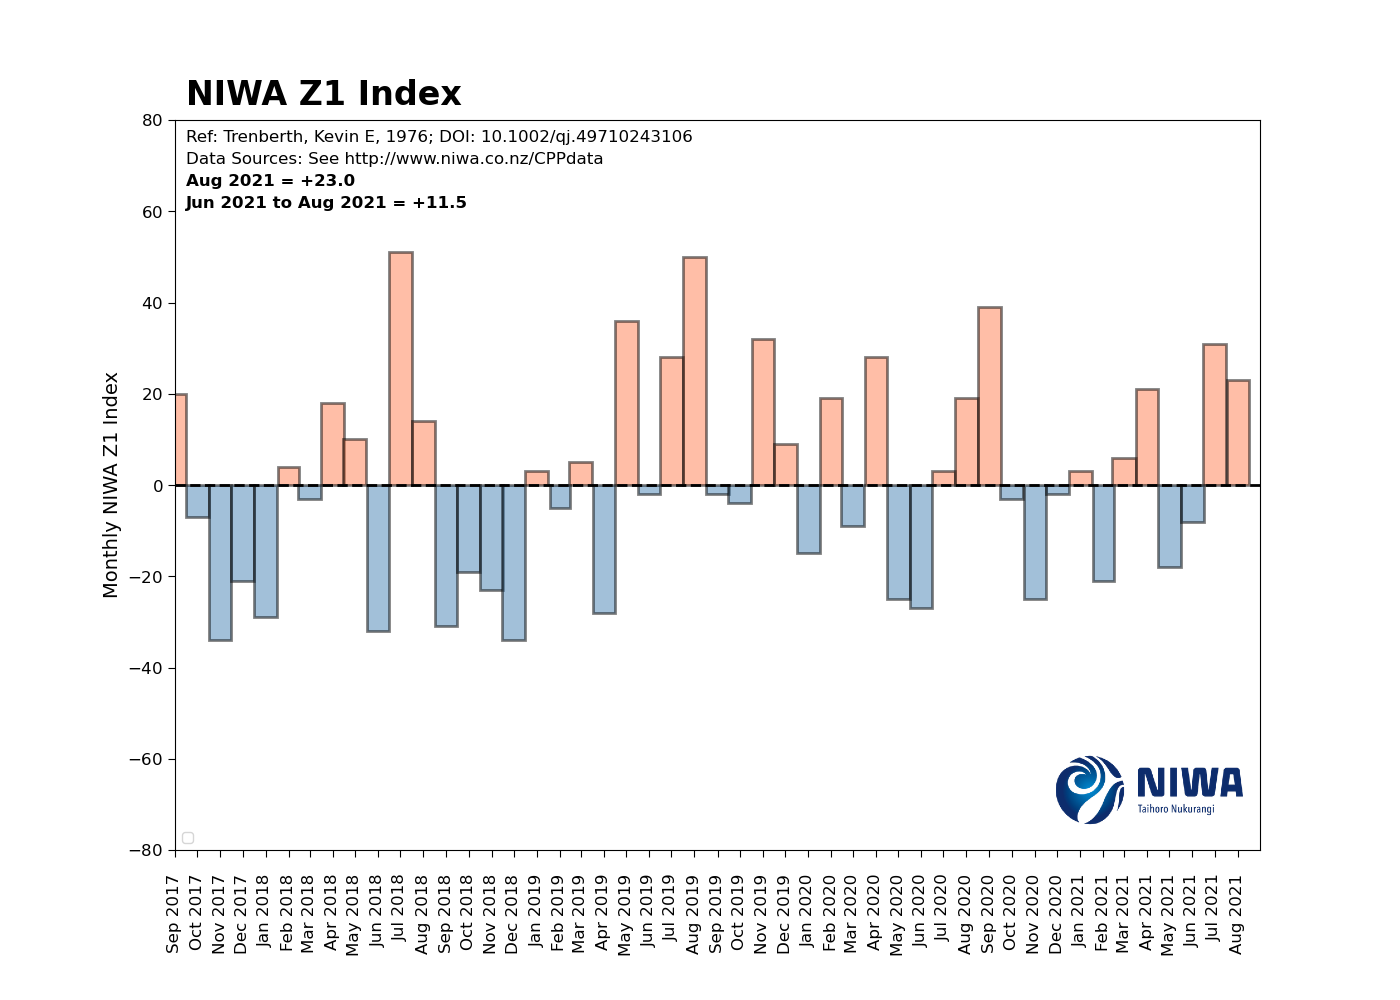 NIWA Z1 Index
Ref: Trenberth, Kevin E, 1976; DOI: 10.1002/qj.49710243106
Data Sources: See http://www.niwa.co.nz/CPPdata
Aug 2021 = +23.0
Jun 2021 to Aug 2021 = +11.5
Monthly NIWA Z1 Index
80
60
40
20
0
−20
−40
−60
−80
NIWA
Taihoro Nukurangi
Sep 2017
Oct 2017
Nov 2017
Dec 2017
Jan 2018
Feb 2018
Mar 2018
Apr 2018
May 2018
Jun 2018
Jul 2018
Aug 2018
Sep 2018
Oct 2018
Nov 2018
Dec 2018
Jan 2019
Feb 2019
Mar 2019
Apr 2019
May 2019
Jun 2019
Jul 2019
Aug 2019
Sep 2019
Oct 2019
Nov 2019
Dec 2019
Jan 2020
Feb 2020
Mar 2020
Apr 2020
May 2020
Jun 2020
Jul 2020
Aug 2020
Sep 2020
Oct 2020
Nov 2020
Dec 2020
Jan 2021
Feb 2021
Mar 2021
Apr 2021
May 2021
Jun 2021
Jul 2021
Aug 2021